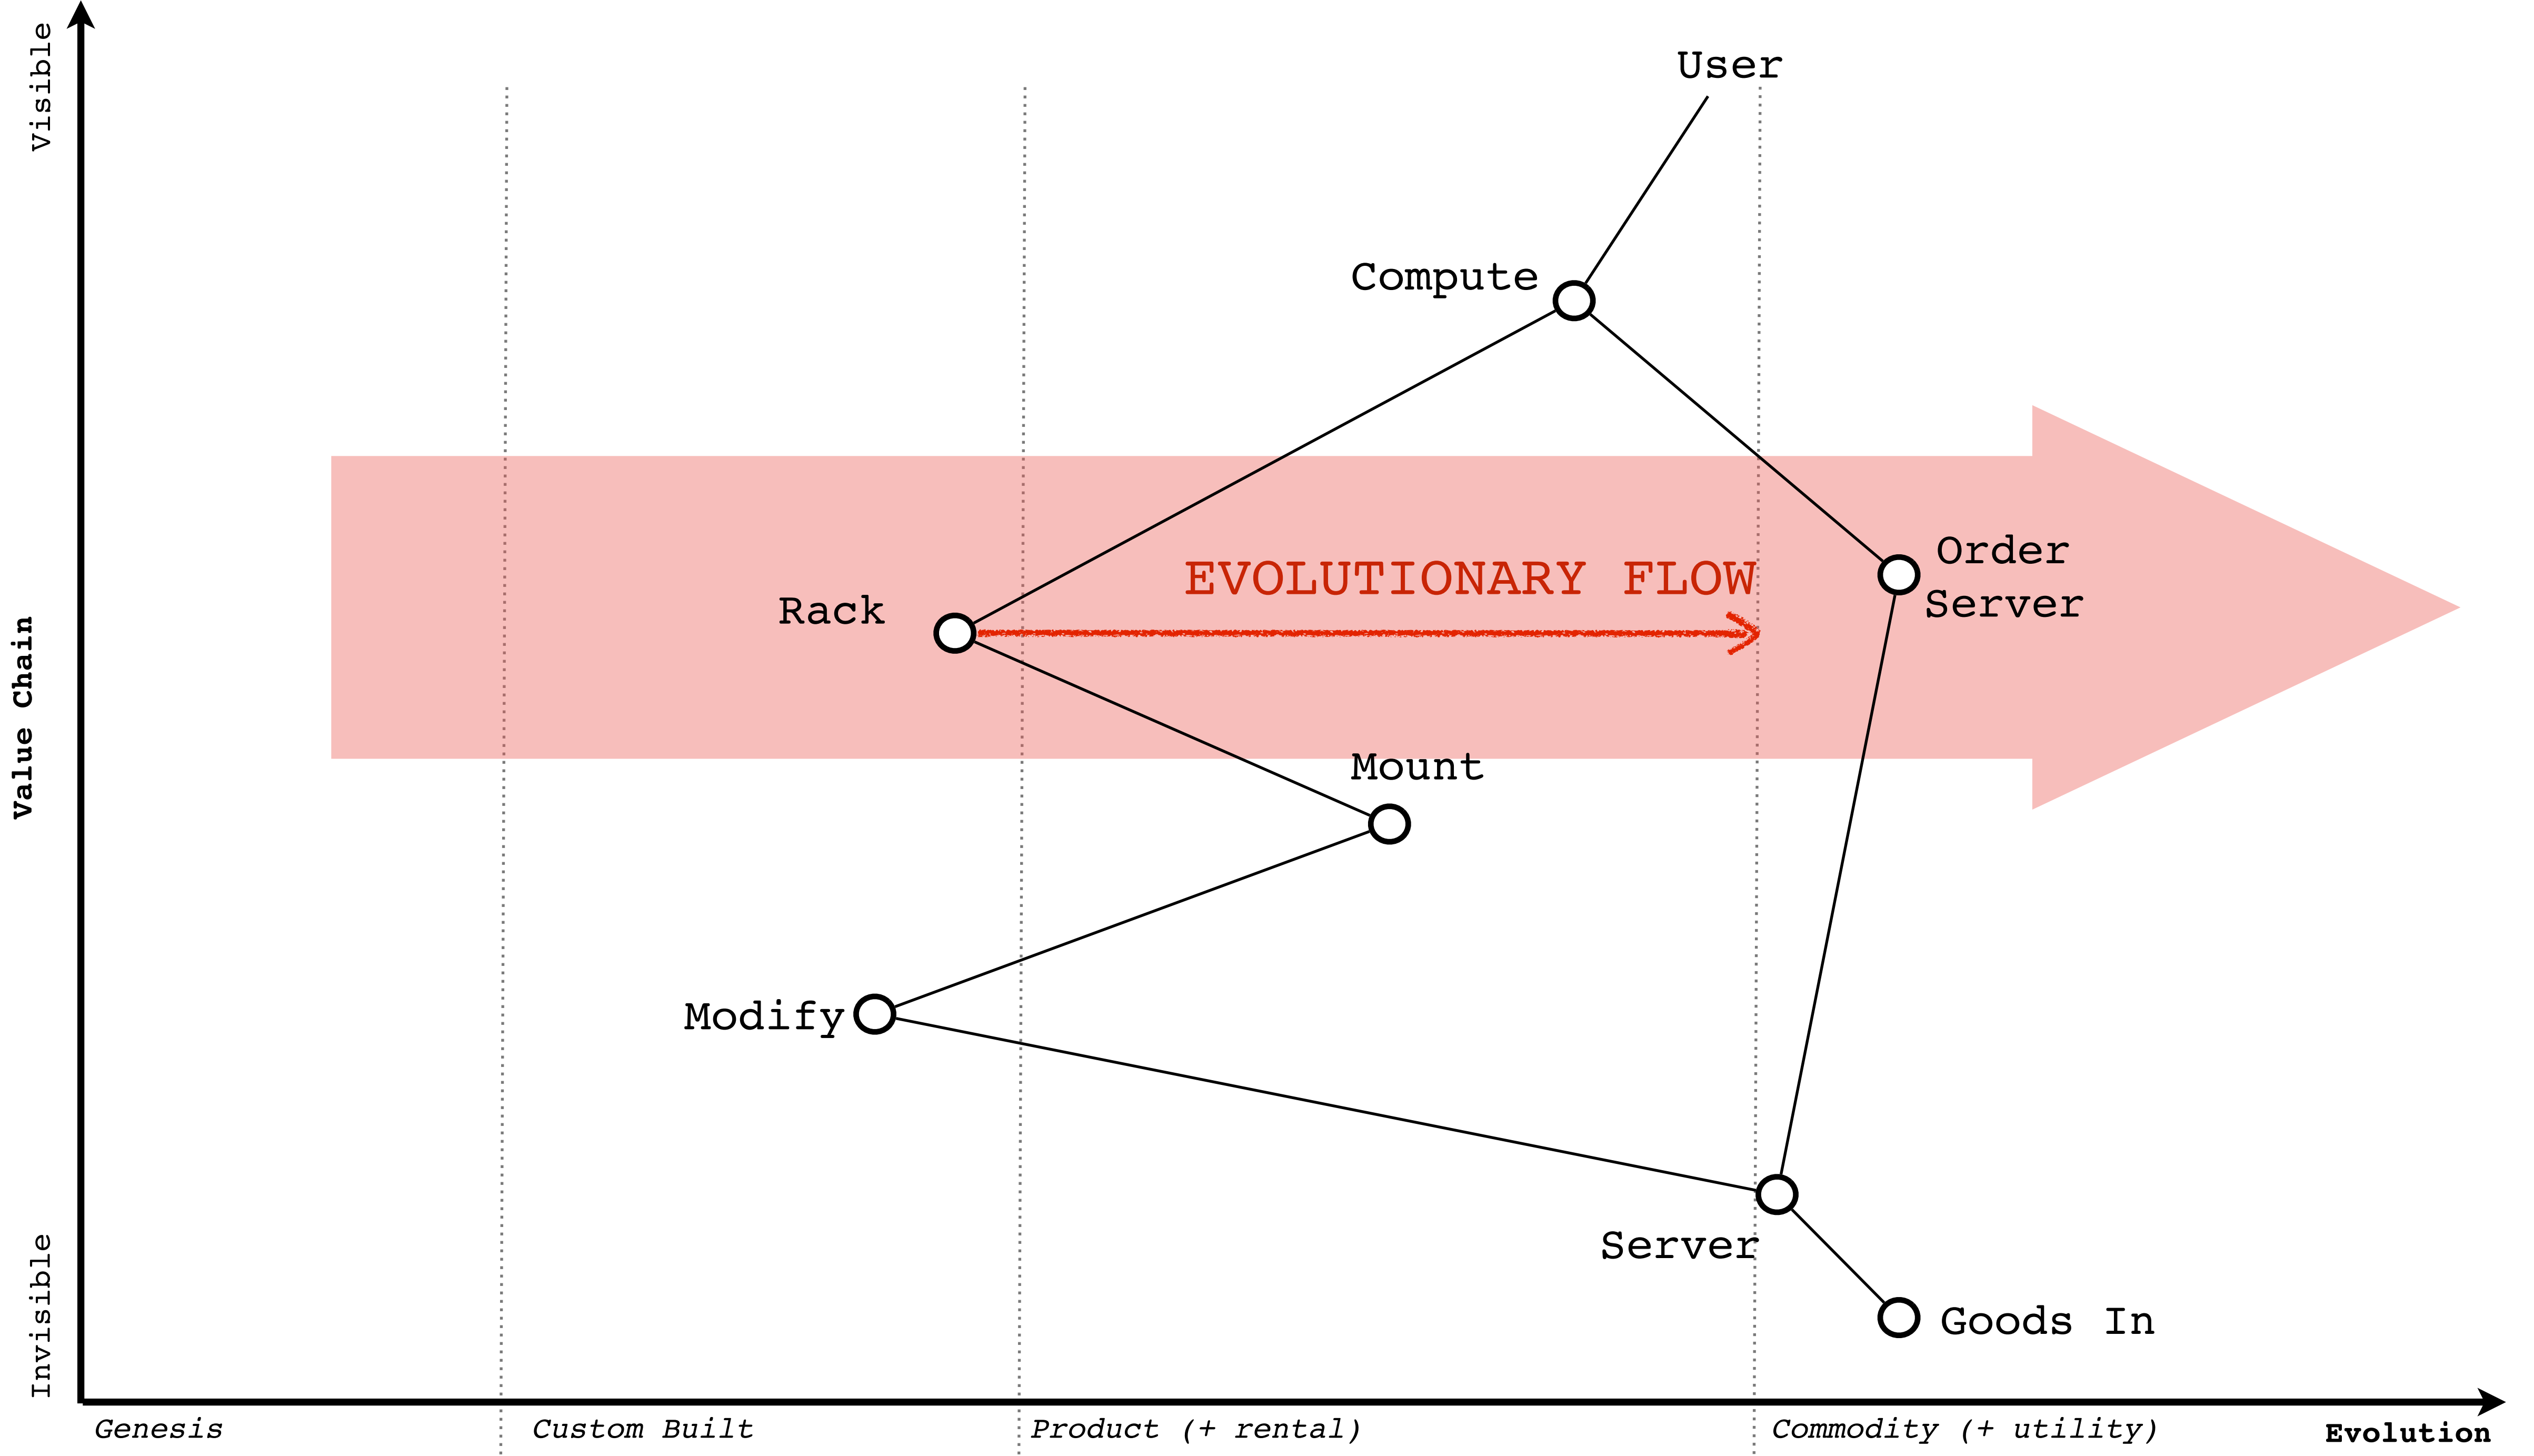 Visible
User
Compute
Order
Server
EVOLUTIONARY FLOW
Rack
Value Chain
Mount
Modify
Server
Invisible
Goods In
Genesis
Custom Built
Product (+ rental)
Commodity (+ utility)
Evolution